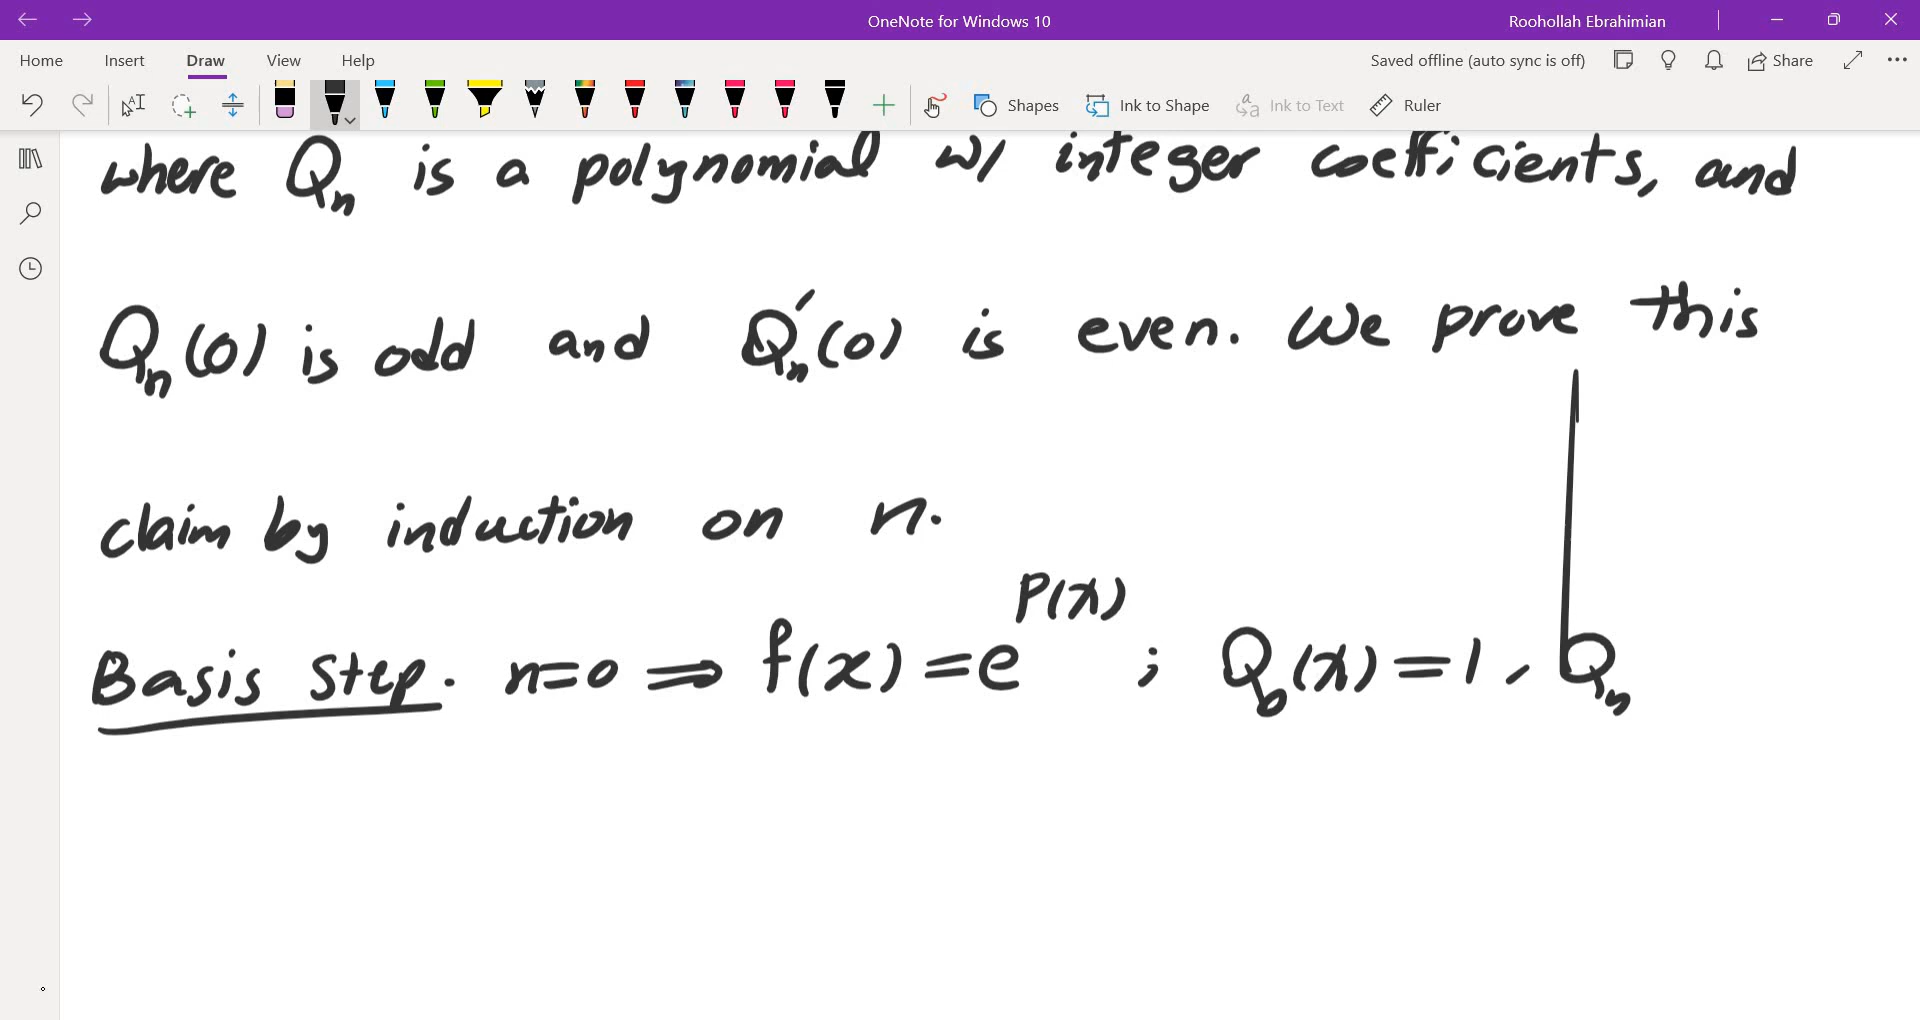 OneNote for Windows 10
Roohollah Ebrahimian
Home Insert Draw View Help
Saved offline (auto sync is off) Share
Shapes Ink to Shape Ink to Text Ruler
where Qₙ is a polynomial w/ integer coefficients, and
Qₙ(0) is odd and Qₙ'(0) is even. We prove this
claim by induction on n.
Basis step. n=0 ⟹ f(x) = e^P(x) ; Q₀(x) = 1, Qₙ